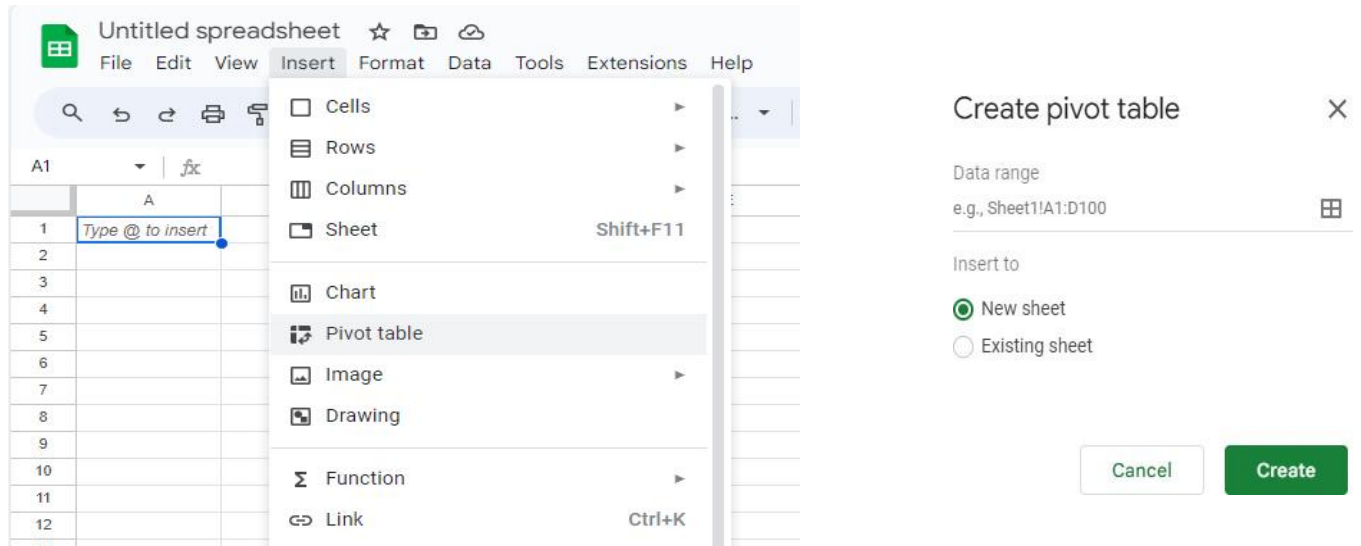 Untitled spreadsheet
File Edit View Insert Format Data Tools Extensions Help
Cells
Rows
Columns
Sheet Shift+F11
Chart
Pivot table
Image
Drawing
Function
Link Ctrl+K
..
A1 fx
A
1 Type @ to insert
2
3
4
5
6
7
8
9
10
11
12
Create pivot table
Data range
e.g., Sheet1!A1:D100
Insert to
New sheet
Existing sheet
Cancel Create